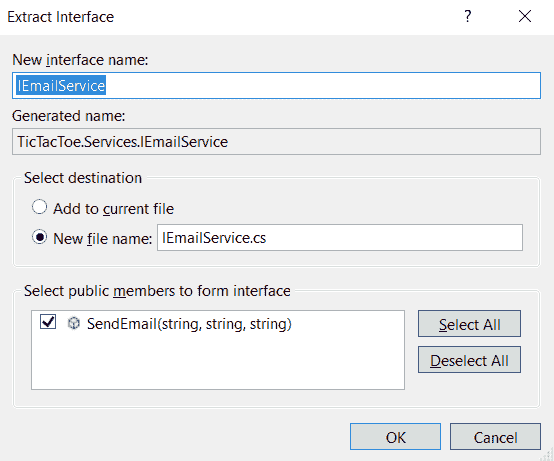 Extract Interface
?
New interface name:
IEmailService
Generated name:
TicTacToe.Services.IEmailService
Select destination
Add to current file
New file name: IEmailService.cs
Select public members to form interface
SendEmail(string, string, string)
Select All
Deselect All
OK Cancel